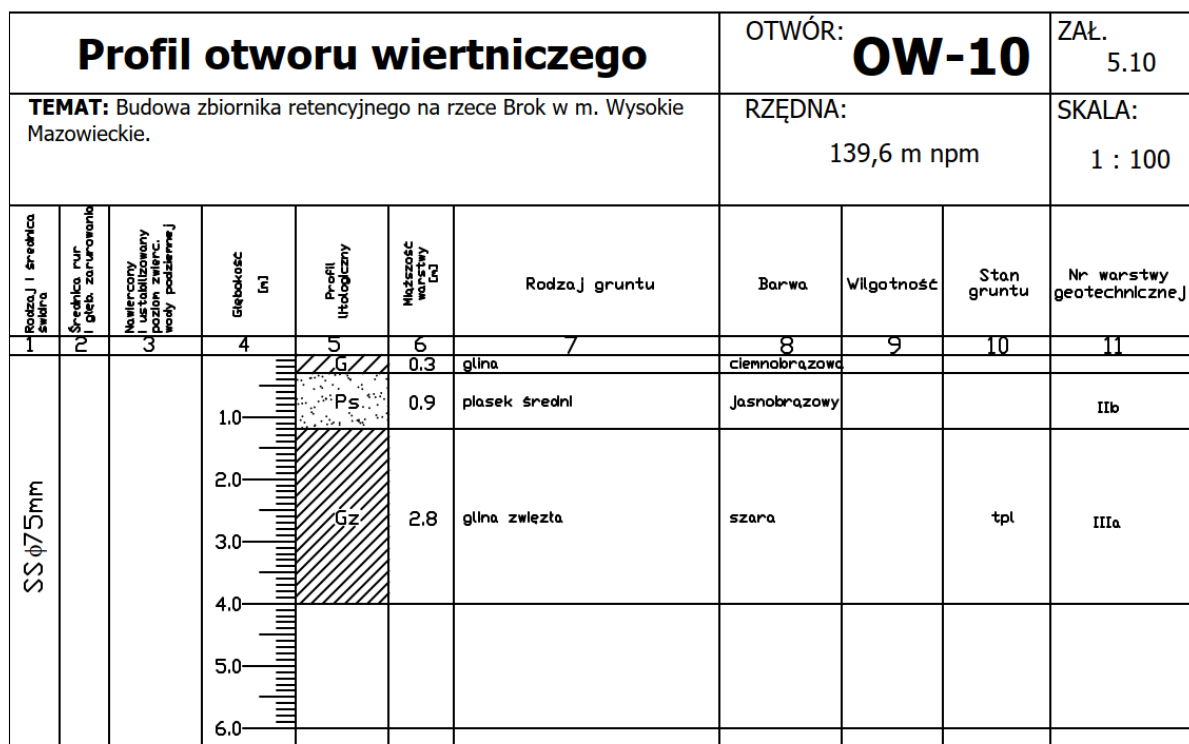 Profil otworu wiertniczego
OTWÓR: OW-10
ZAŁ.
5.10
TEMAT: Budowa zbiornika retencyjnego na rzece Brok w m. Wysokie
Mazowieckie.
RZĘDNA:
139,6 m npm
SKALA:
1 : 100
Rodzaj i średnica
świdra
Średnica rur
i głęb. zarurowania
Nawiercony
i ustabilizowany
poziom zwierc.
wody podziemnej
Głębokość
[m]
Profil
litologiczny
Miąższość
warstwy
[m]
Rodzaj gruntu
Barwa
Wilgotność
Stan
gruntu
Nr warstwy
geotechnicznej
1 2 3 4 5 6 7 8 9 10 11
G 0.3 glina ciemnobrązowa
Ps 0.9 piasek średni jasnobrązowy IIb
1.0
2.0
Gz 2.8 glina zwięzła szara tpl IIIa
3.0
SSϕ75mm
4.0
5.0
6.0